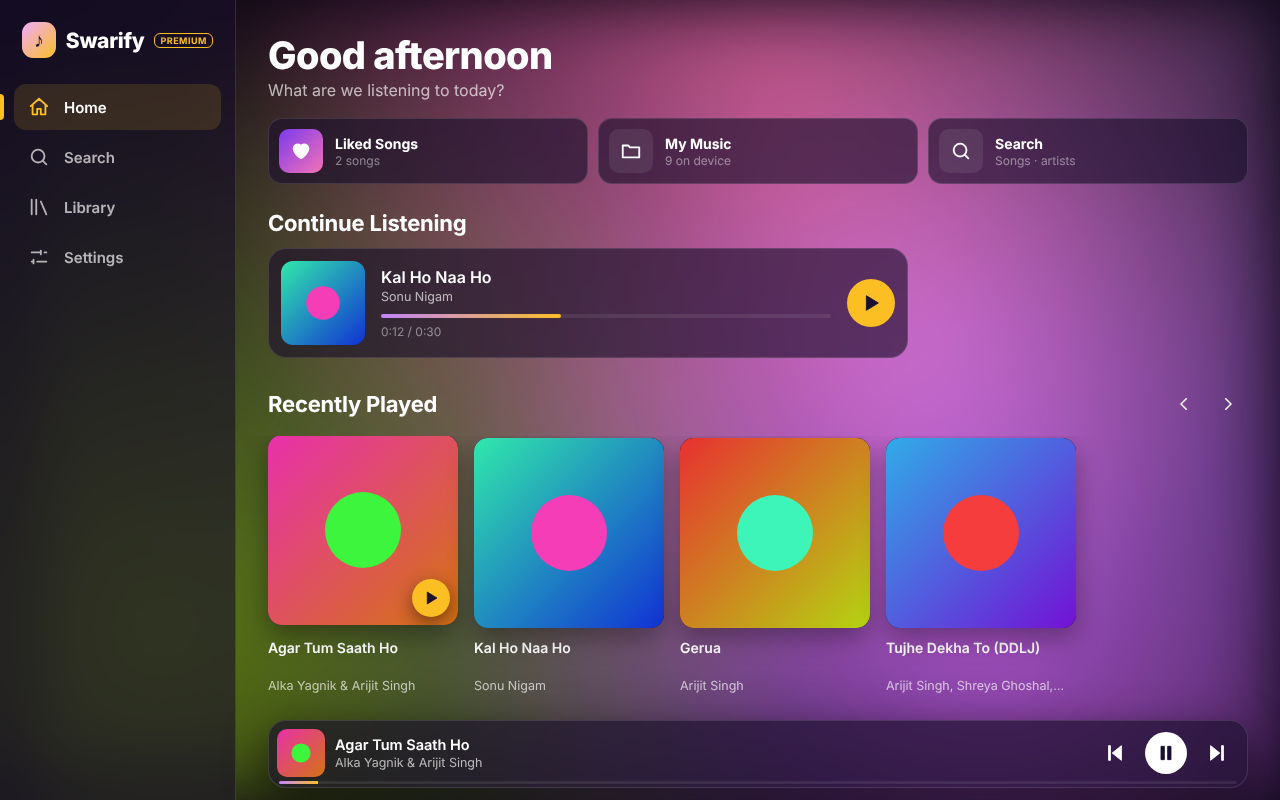 Swarify PREMIUM
Home
Search
Library
Settings
Good afternoon
What are we listening to today?
Liked Songs
2 songs
My Music
9 on device
Search
Songs · artists
Continue Listening
Kal Ho Naa Ho
Sonu Nigam
0:12 / 0:30
Recently Played
Agar Tum Saath Ho
Alka Yagnik & Arijit Singh
Kal Ho Naa Ho
Sonu Nigam
Gerua
Arijit Singh
Tujhe Dekha To (DDLJ)
Arijit Singh, Shreya Ghoshal,...
Agar Tum Saath Ho
Alka Yagnik & Arijit Singh